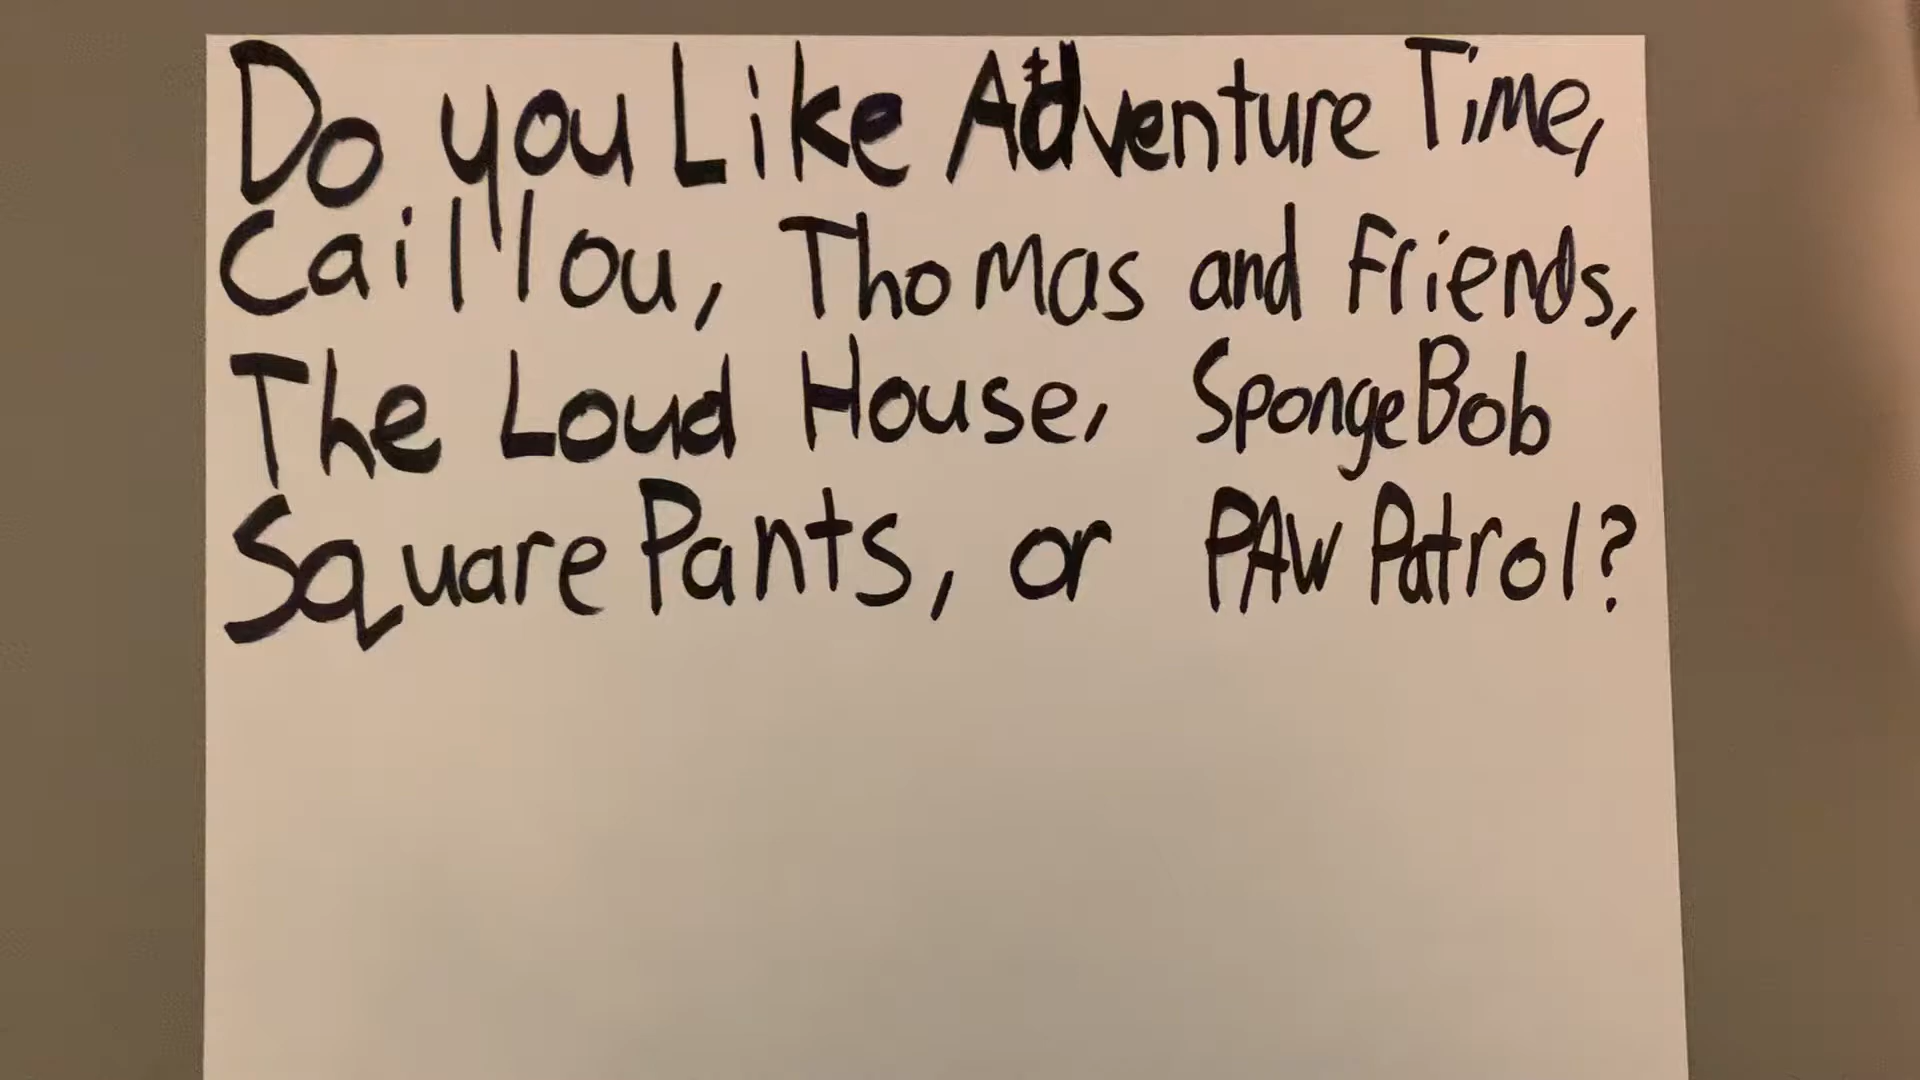 Do you Like Adventure Time,
Caillou, Thomas and Friends,
The Loud House, SpongeBob
SquarePants, or PAW Patrol?